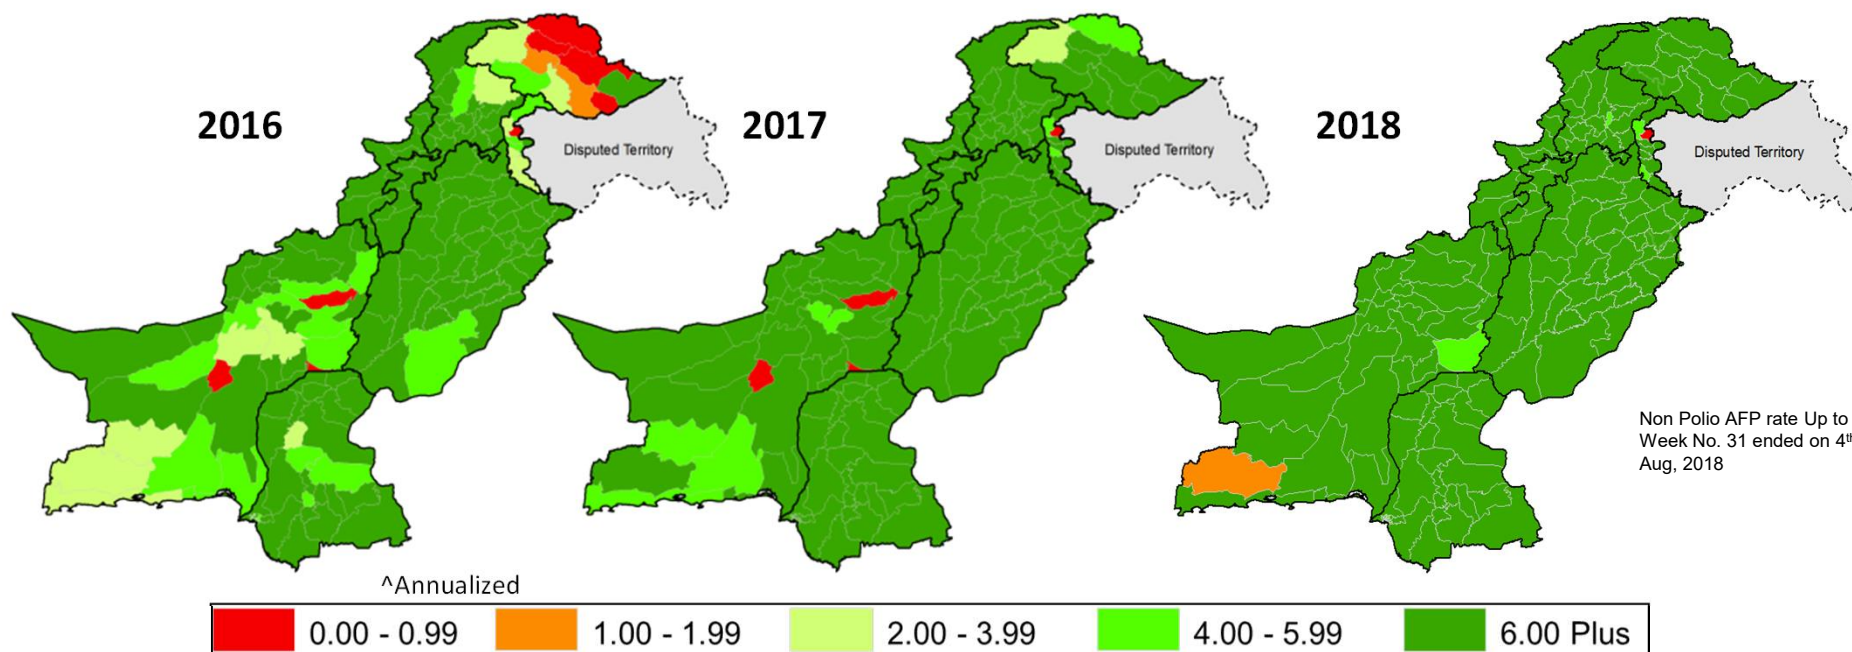 2016
2017
2018
Disputed Territory
Disputed Territory
Disputed Territory
Non Polio AFP rate Up to
Week No. 31 ended on 4th
Aug, 2018
^Annualized
0.00 - 0.99
1.00 - 1.99
2.00 - 3.99
4.00 - 5.99
6.00 Plus